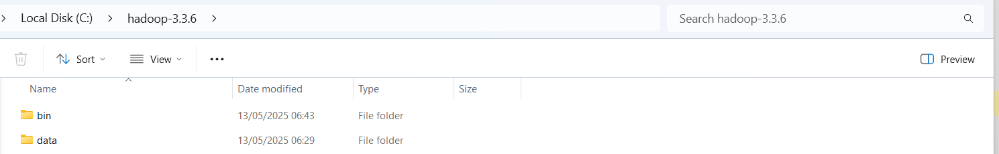 Local Disk (C:) hadoop-3.3.6 Search hadoop-3.3.6
Sort View ••• Preview
Name Date modified Type Size
bin 13/05/2025 06:43 File folder
data 13/05/2025 06:29 File folder